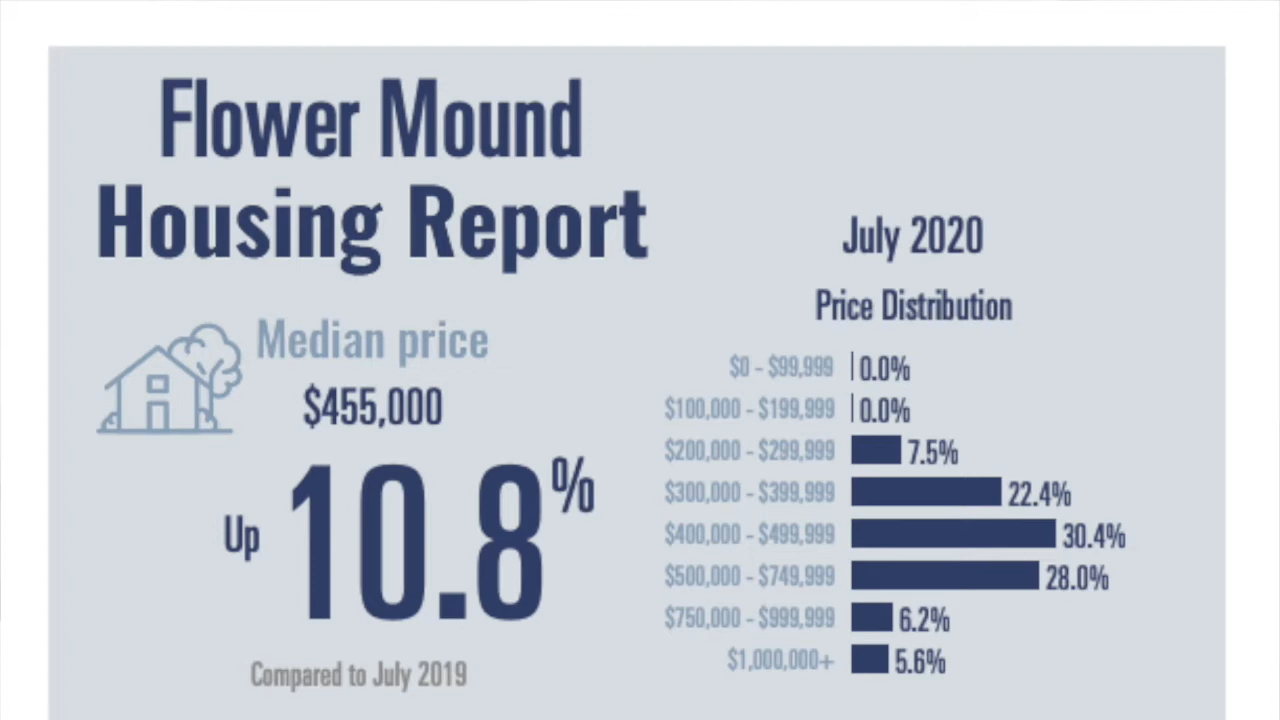 Flower Mound
Housing Report
Median price
$455,000
Up 10.8%
Compared to July 2019
July 2020
Price Distribution
$0 - $99,999 0.0%
$100,000 - $199,999 0.0%
$200,000 - $299,999 7.5%
$300,000 - $399,999 22.4%
$400,000 - $499,999 30.4%
$500,000 - $749,999 28.0%
$750,000 - $999,999 6.2%
$1,000,000+ 5.6%